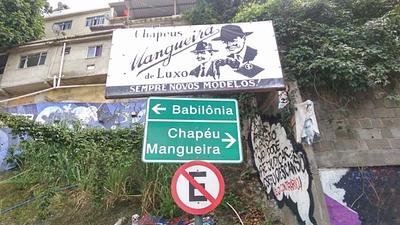 Chapéus
Mangueira
de Luxo
SEMPRE NOVOS MODELOS!
Babilônia
Chapéu
Mangueira
E